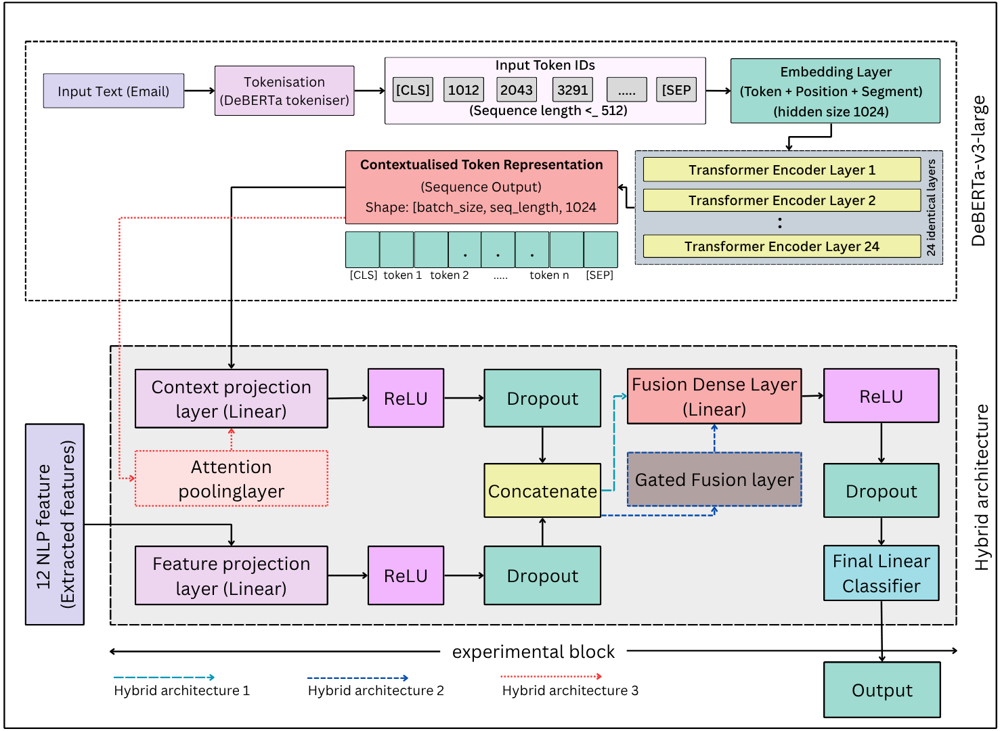 Input Text (Email)
Tokenisation
(DeBERTa tokeniser)
Input Token IDs
[CLS] 1012 2043 3291 ..... [SEP
(Sequence length <_ 512)
Embedding Layer
(Token + Position + Segment)
(hidden size 1024)
DeBERTa-v3-large
Contextualised Token Representation
(Sequence Output)
Shape: [batch_size, seq_length, 1024
Transformer Encoder Layer 1
Transformer Encoder Layer 2
:
Transformer Encoder Layer 24
24 identical layers
. . .
[CLS] token 1 token 2 ..... token n [SEP]
Context projection
layer (Linear)
ReLU
Dropout
Fusion Dense Layer
(Linear)
ReLU
Attention
poolinglayer
Concatenate
Gated Fusion layer
Dropout
12 NLP feature
(Extracted features)
Feature projection
layer (Linear)
ReLU
Dropout
Final Linear
Classifier
Hybrid architecture
experimental block
Hybrid architecture 1
Hybrid architecture 2
Hybrid architecture 3
Output